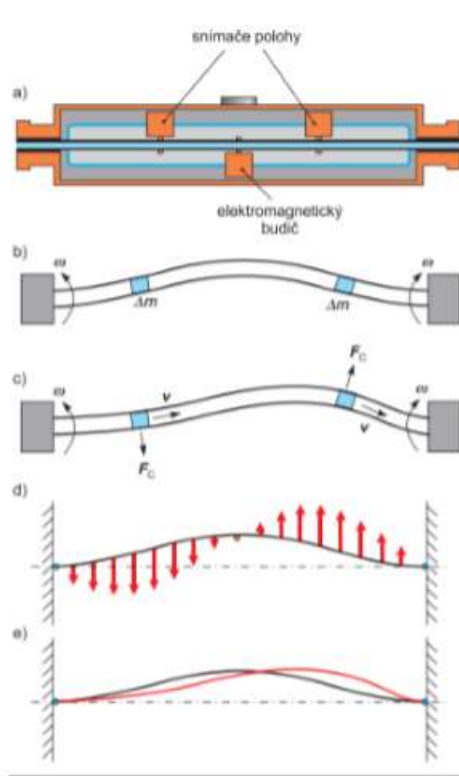 snímače polohy
a)
elektromagnetický
budič
b)
ω
ω
Δm
Δm
c)
F_C
ω
v
ω
v
F_C
d)
e)